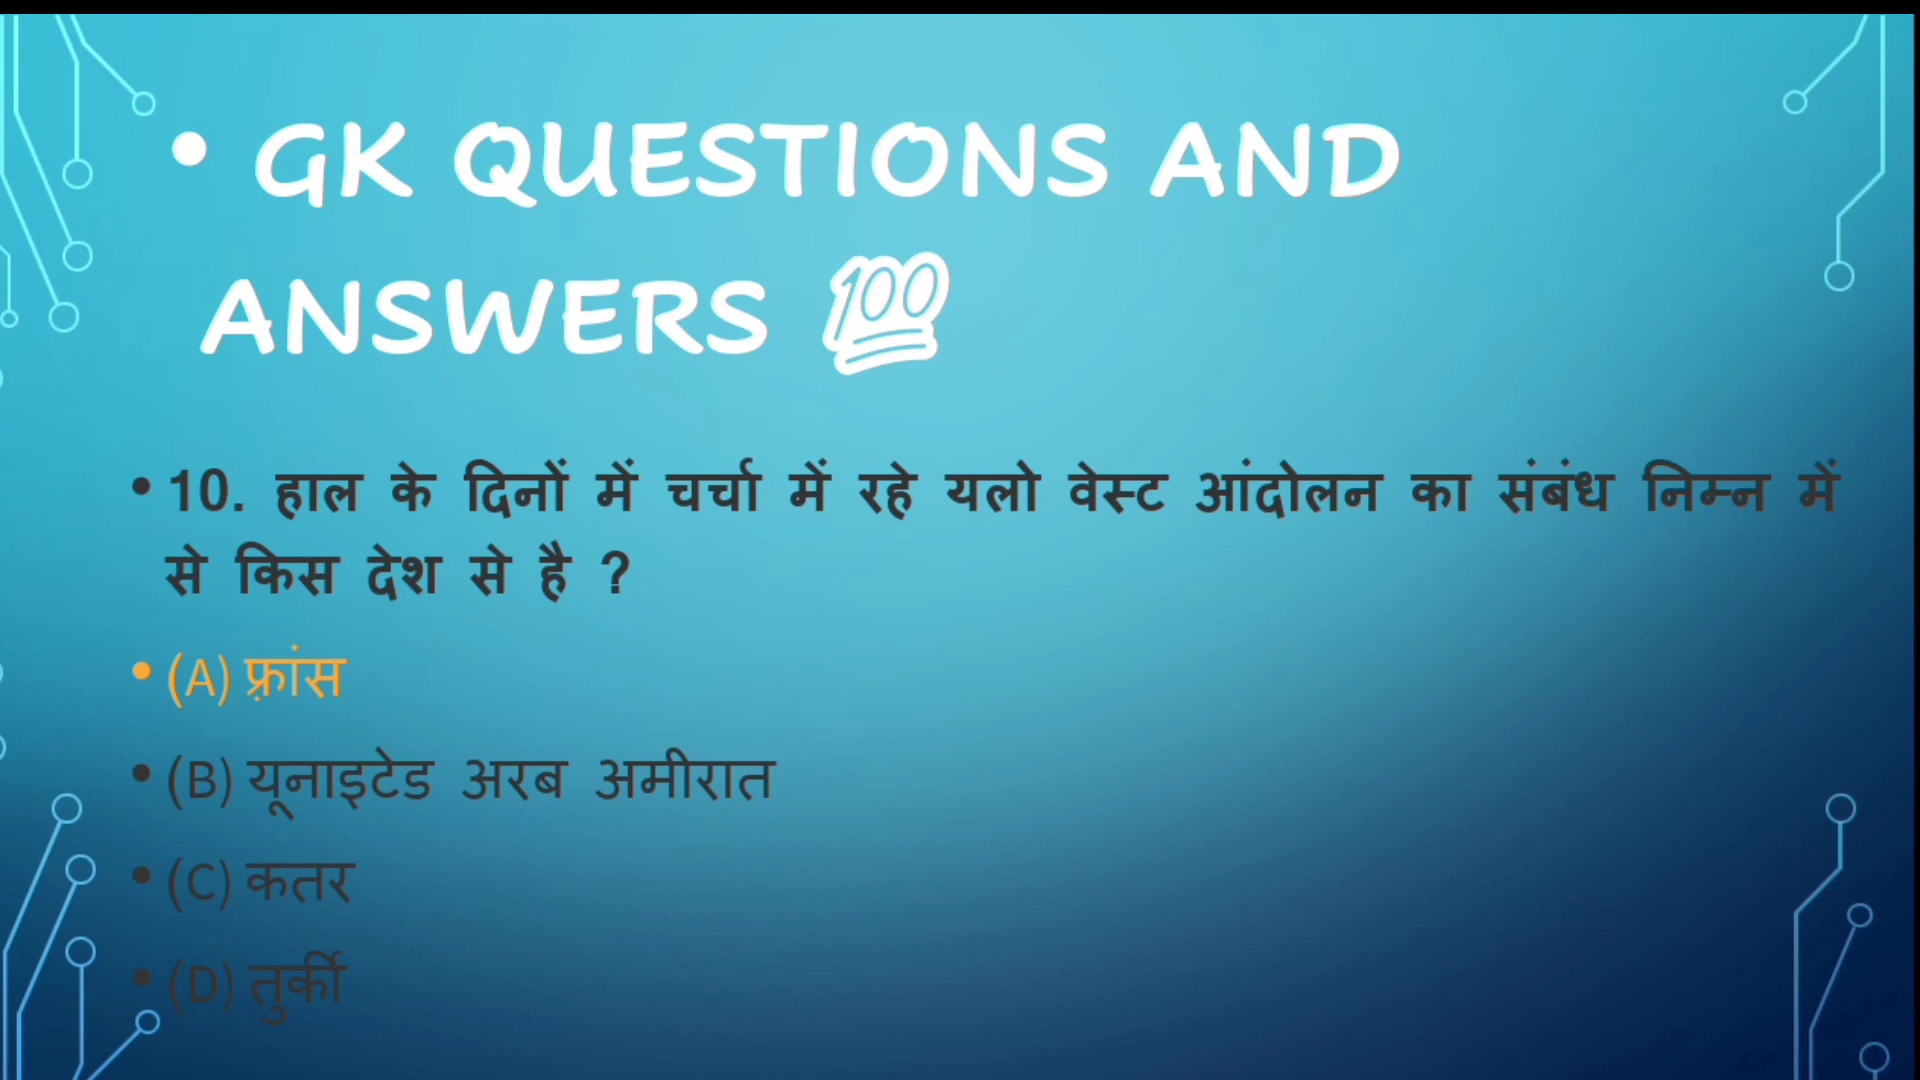 • GK QUESTIONS AND
ANSWERS 💯
• 10. हाल के दिनों में चर्चा में रहे यलो वेस्ट आंदोलन का संबंध निम्न में
से किस देश से है ?
• (A) फ़्रांस
• (B) यूनाइटेड अरब अमीरात
• (C) कतर
• (D) तुर्की